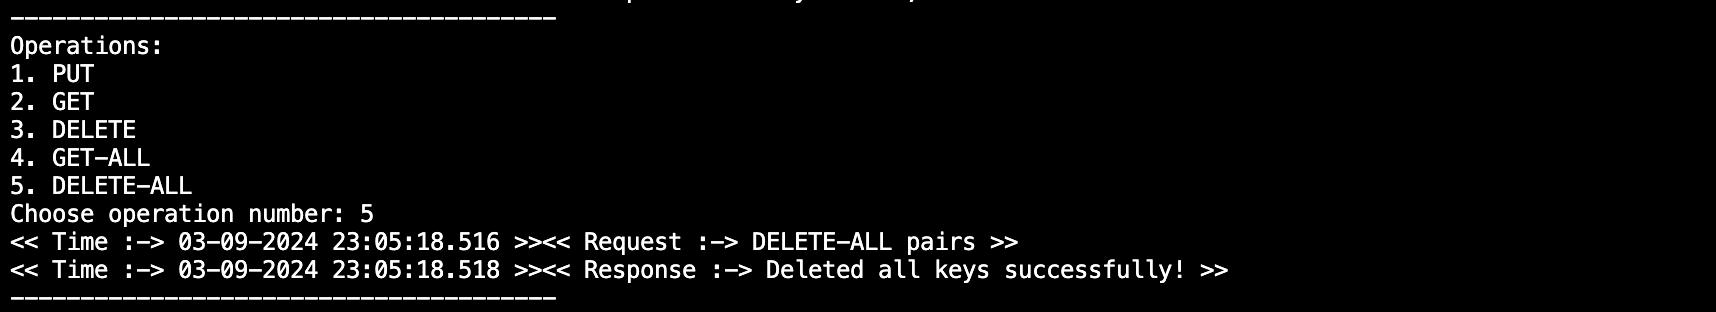 ---------------------------------------
Operations:
1. PUT
2. GET
3. DELETE
4. GET-ALL
5. DELETE-ALL
Choose operation number: 5
<< Time :-> 03-09-2024 23:05:18.516 >><< Request :-> DELETE-ALL pairs >>
<< Time :-> 03-09-2024 23:05:18.518 >><< Response :-> Deleted all keys successfully! >>
---------------------------------------